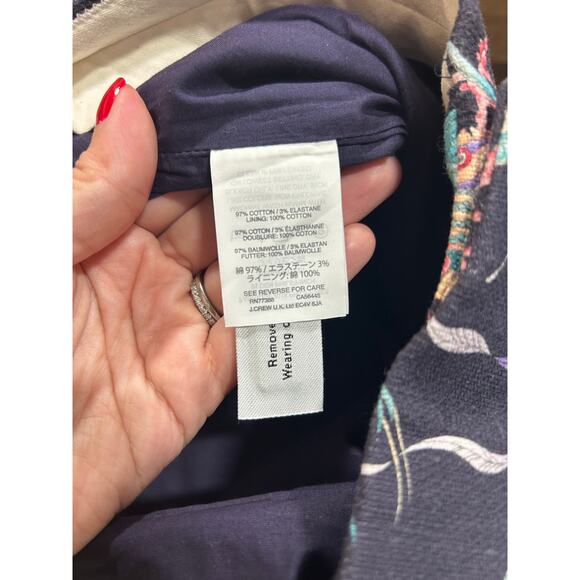 97% COTTON / 3% ELASTANE
LINING: 100% COTTON
97% COTON / 3% ÉLASTHANNE
DOUBLURE: 100% COTON
97% BAUMWOLLE / 3% ELASTAN
FUTTER: 100% BAUMWOLLE
綿 97% / エラステーン 3%
ライニング: 綿 100%
SEE REVERSE FOR CARE
RN77388 CA56445
J.CREW U.K. Ltd EC4V 6JA
Remove
Wearing